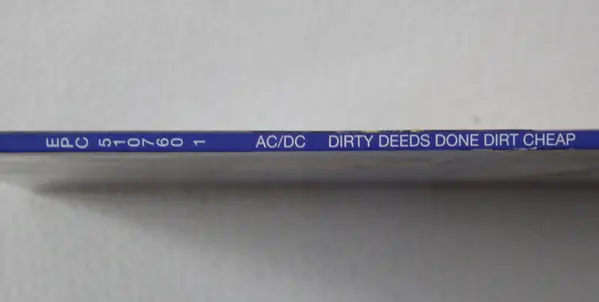 EPC 510760 1 AC/DC DIRTY DEEDS DONE DIRT CHEAP